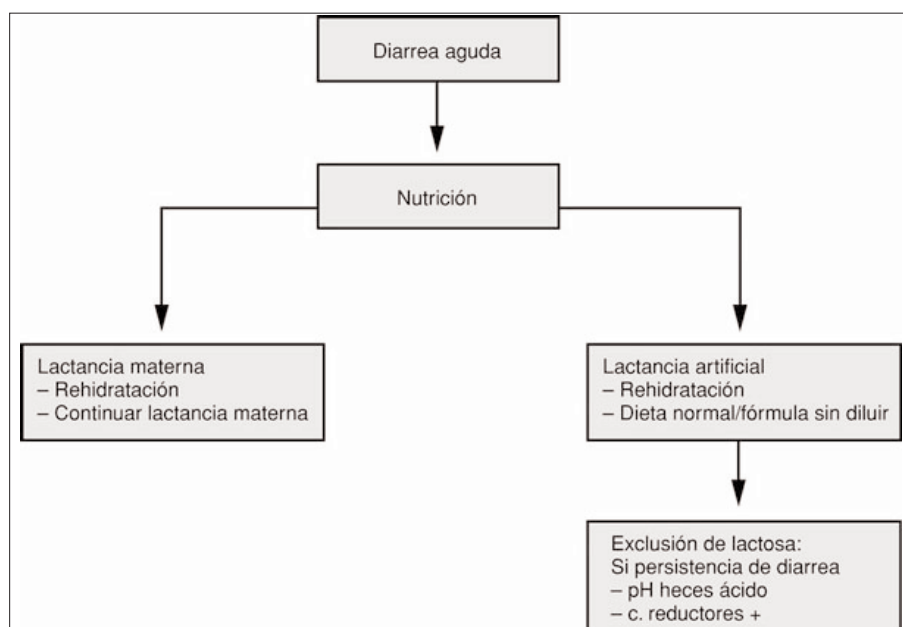 Diarrea aguda
Nutrición
Lactancia materna
– Rehidratación
– Continuar lactancia materna
Lactancia artificial
– Rehidratación
– Dieta normal/fórmula sin diluir
Exclusión de lactosa:
Si persistencia de diarrea
– pH heces ácido
– c. reductores +